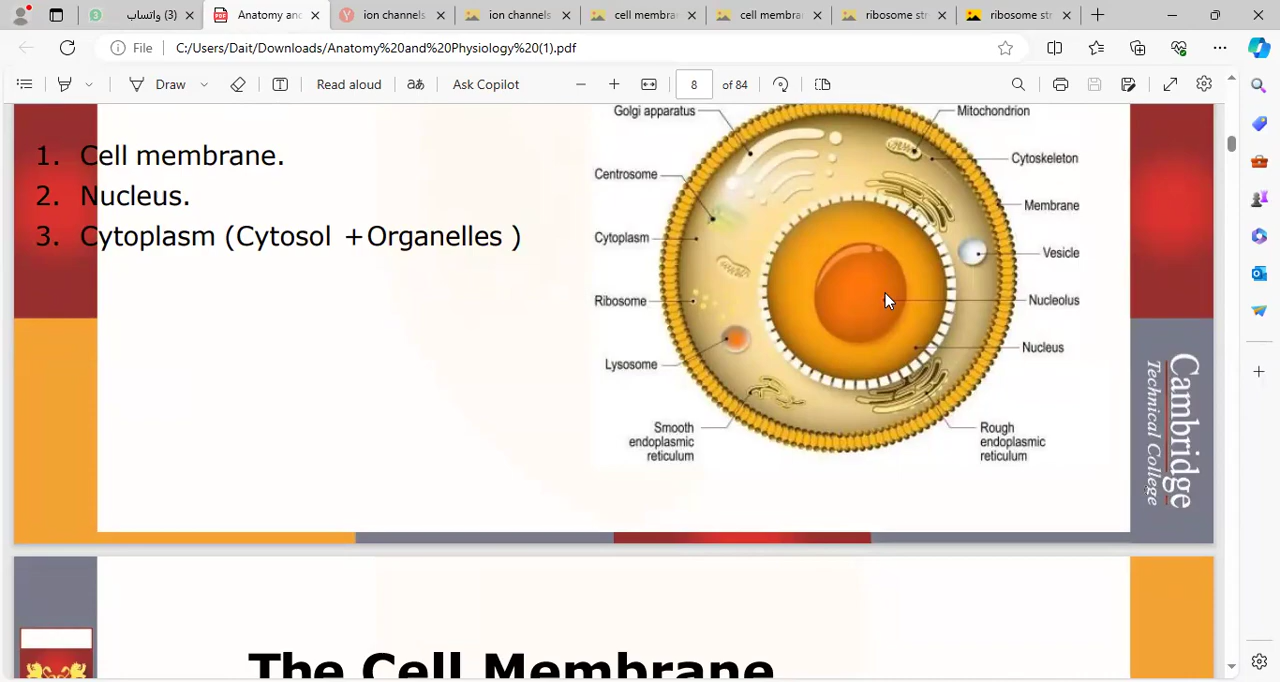 (3) واتساب
Anatomy and
ion channels
ion channels
cell membra
cell membra
ribosome str
ribosome str
File
C:/Users/Dait/Downloads/Anatomy%20and%20Physiology%20(1).pdf
Draw
Read aloud
aあ
Ask Copilot
8
of 84
1. Cell membrane.
2. Nucleus.
3. Cytoplasm (Cytosol +Organelles )
Golgi apparatus
Centrosome
Cytoplasm
Ribosome
Lysosome
Smooth
endoplasmic
reticulum
Mitochondrion
Cytoskeleton
Membrane
Vesicle
Nucleolus
Nucleus
Rough
endoplasmic
reticulum
Cambridge
Technical College
The Cell Membrane